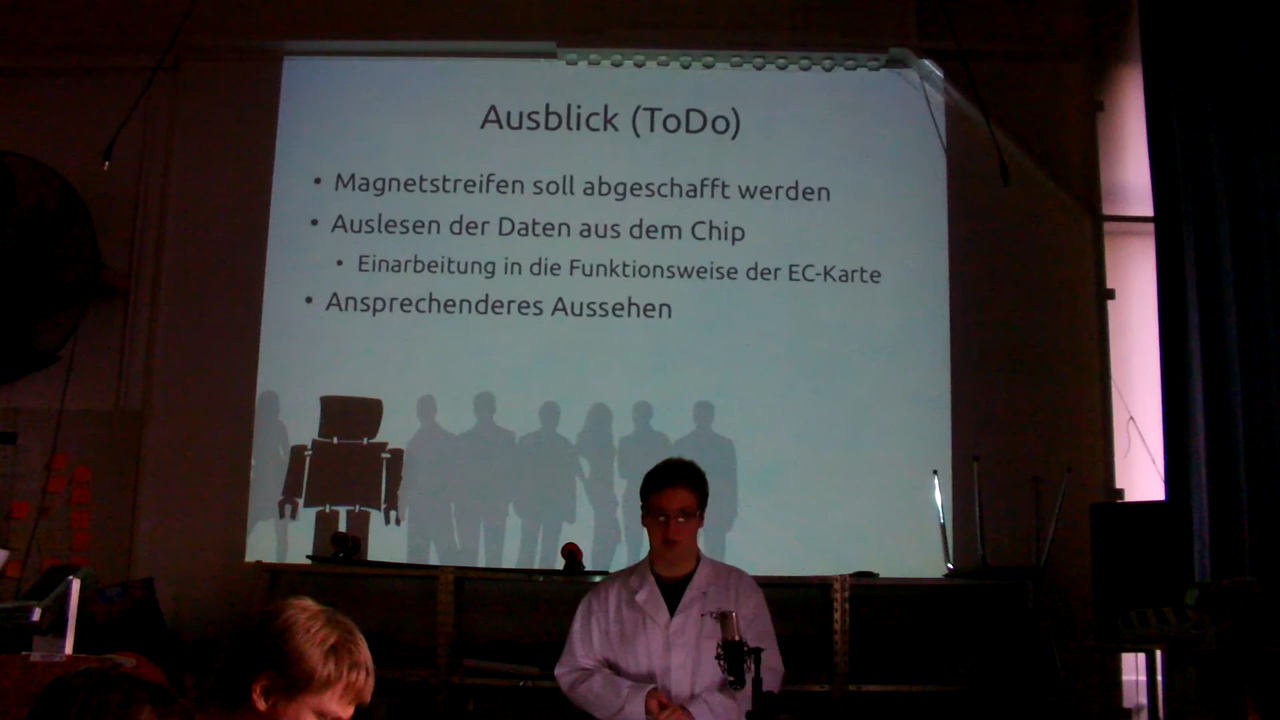 Ausblick (ToDo)
• Magnetstreifen soll abgeschafft werden
• Auslesen der Daten aus dem Chip
• Einarbeitung in die Funktionsweise der EC-Karte
• Ansprechenderes Aussehen